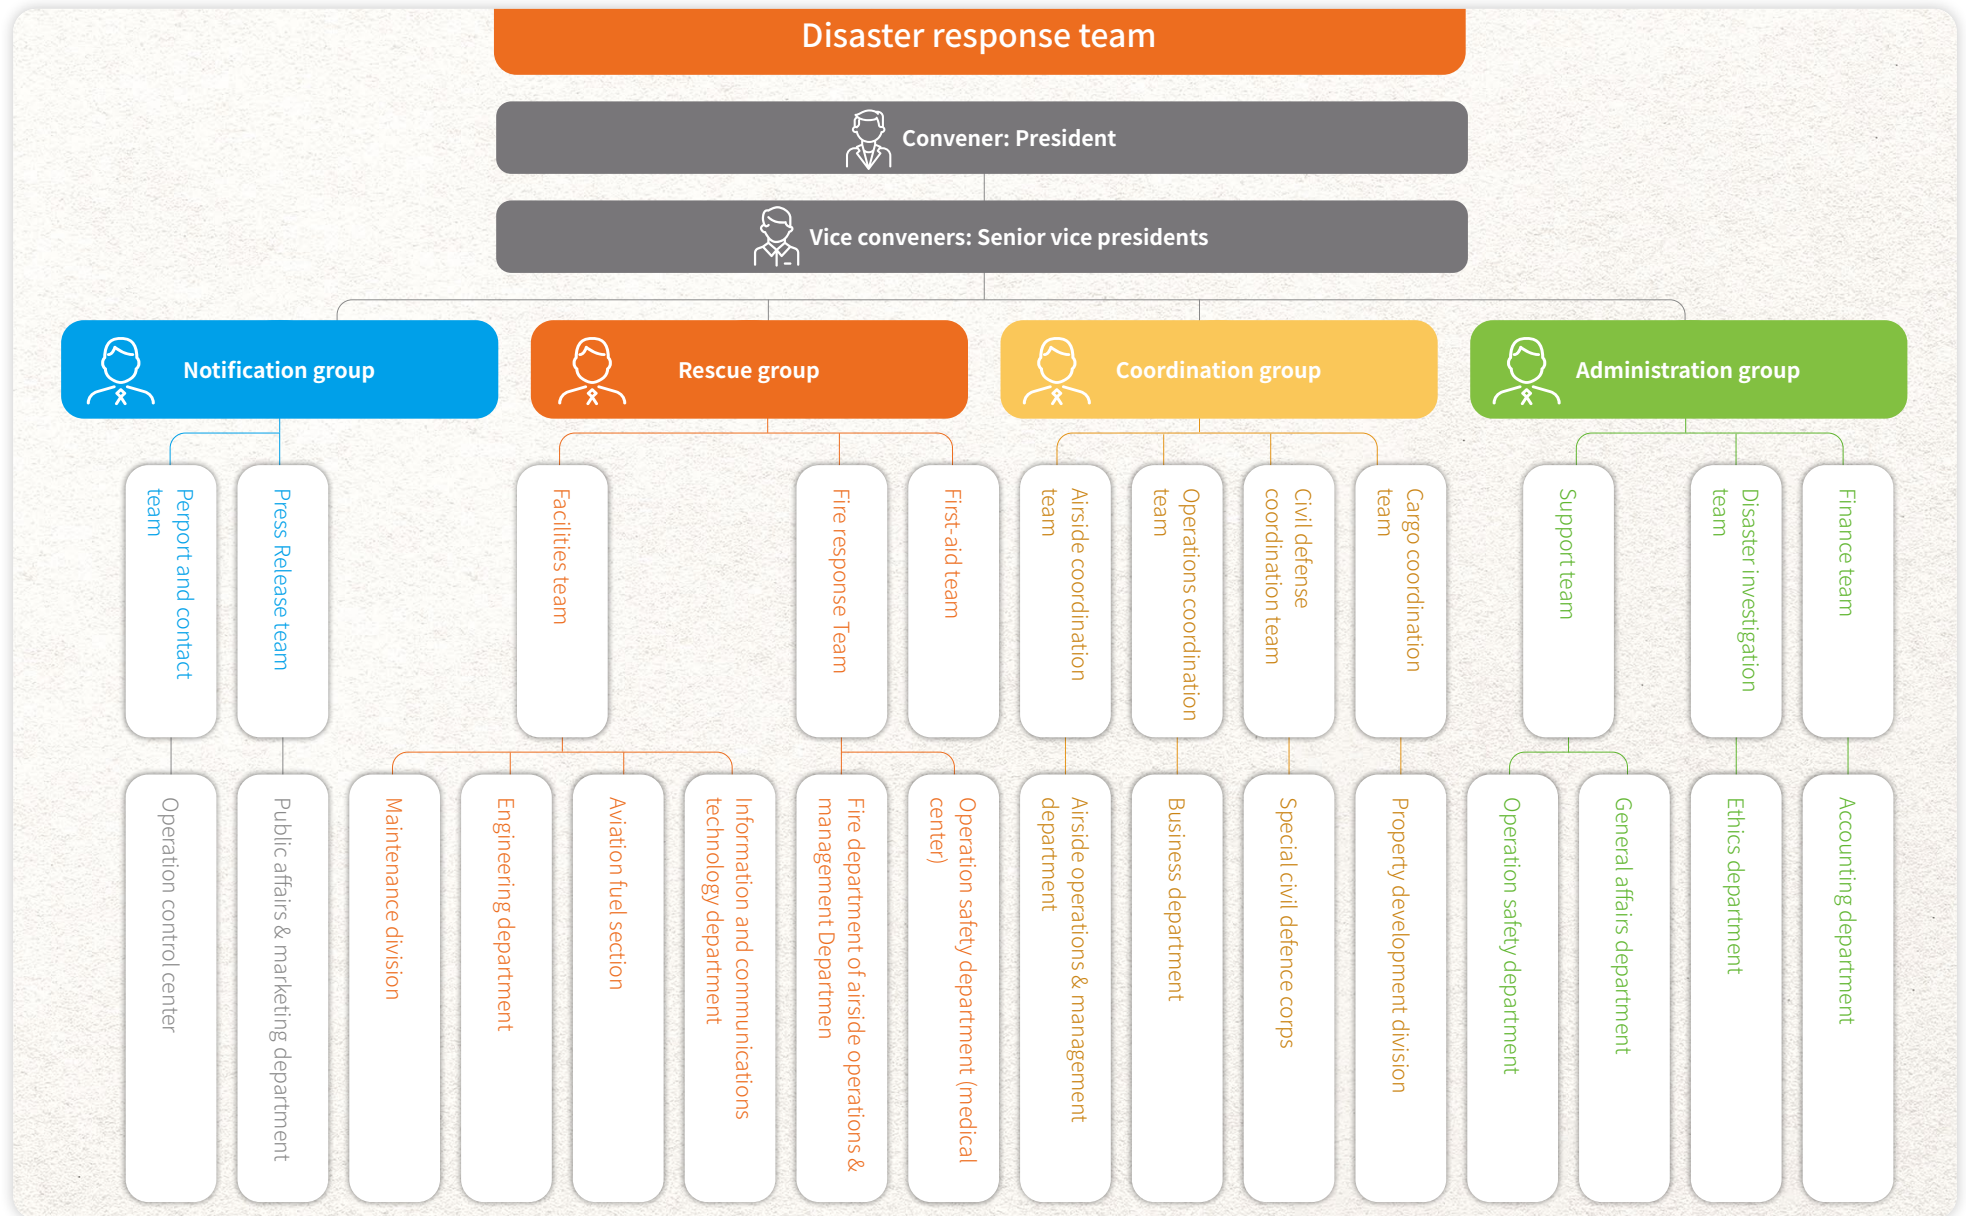 Disaster response team
Convener: President
Vice conveners: Senior vice presidents
Notification group
Rescue group
Coordination group
Administration group
Perport and contact
team
Press Release team
Facilities team
Fire response Team
First-aid team
Airside coordination
team
Operations coordination
team
Civil defense
coordination team
Cargo coordination
team
Support team
Disaster investigation
team
Finance team
Operation control center
Public affairs & marketing department
Maintenance division
Engineering department
Aviation fuel section
Information and communications
technology department
Fire department of airside operations &
management Departmen
Operation safety department (medical
center)
Airside operations & management
department
Business department
Special civil defence corps
Property development division
Operation safety department
General affairs department
Ethics department
Accounting department